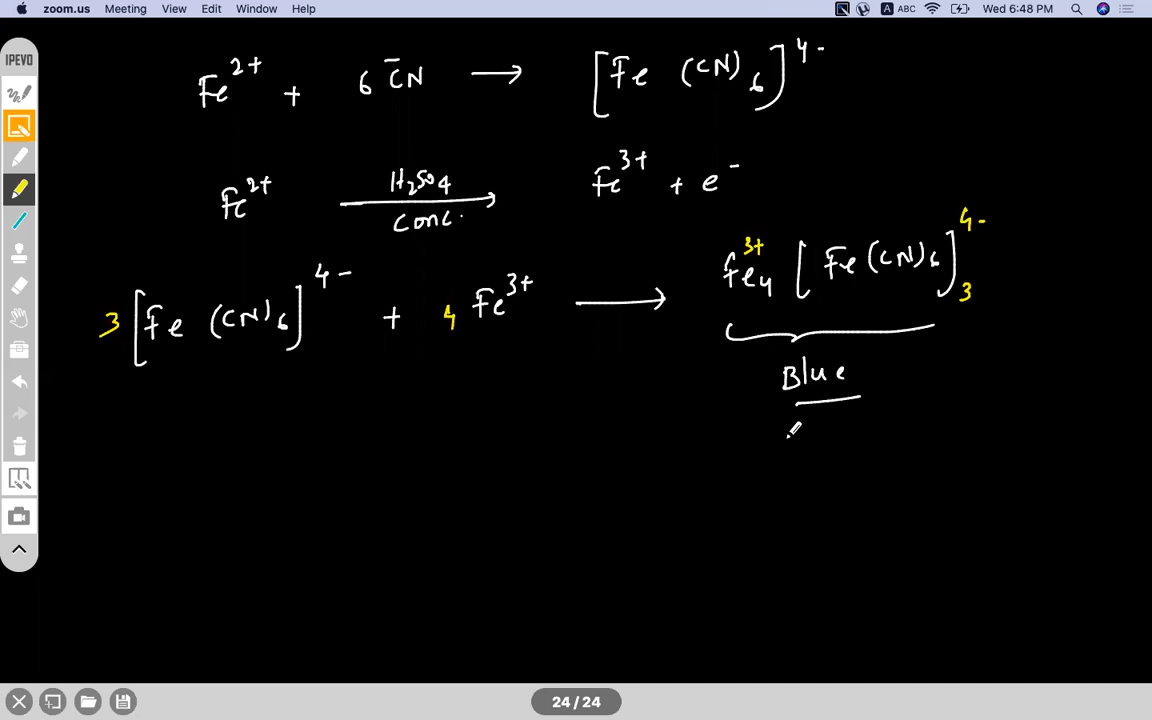 zoom.us Meeting View Edit Window Help A ABC Wed 6:48 PM
IPEVO
Fe²⁺ + 6 C̄N → [Fe (CN)₆]⁴⁻
H₂SO₄
Fe²⁺ → Fe³⁺ + e⁻
Conc.
3 [Fe (CN)₆]⁴⁻ + 4 Fe³⁺ → Fe₄³⁺ [Fe (CN)₆]₃⁴⁻
Blue
24 / 24